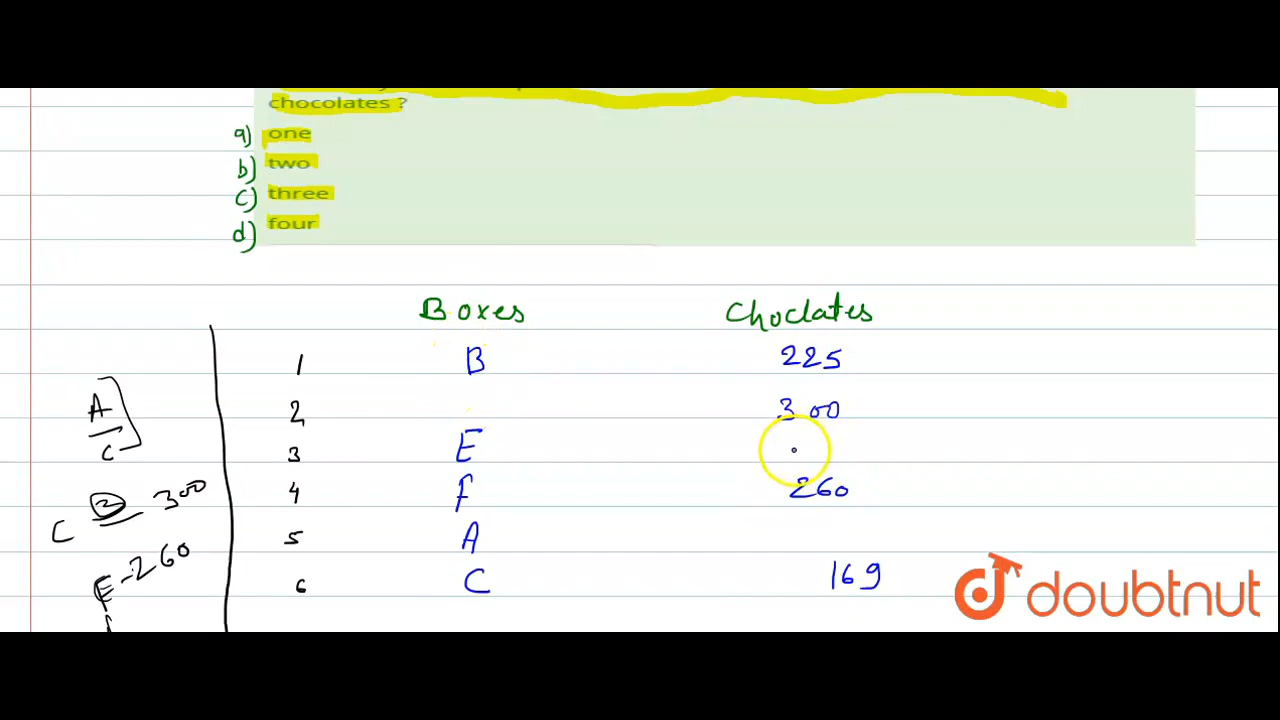 chocolates ?
a) one
b) two
c) three
d) four
Boxes Choclates
1 B 225
2 300
3 E
4 F 260
5 A
6 C 169
A
C
C 300
E-260
doubtnut